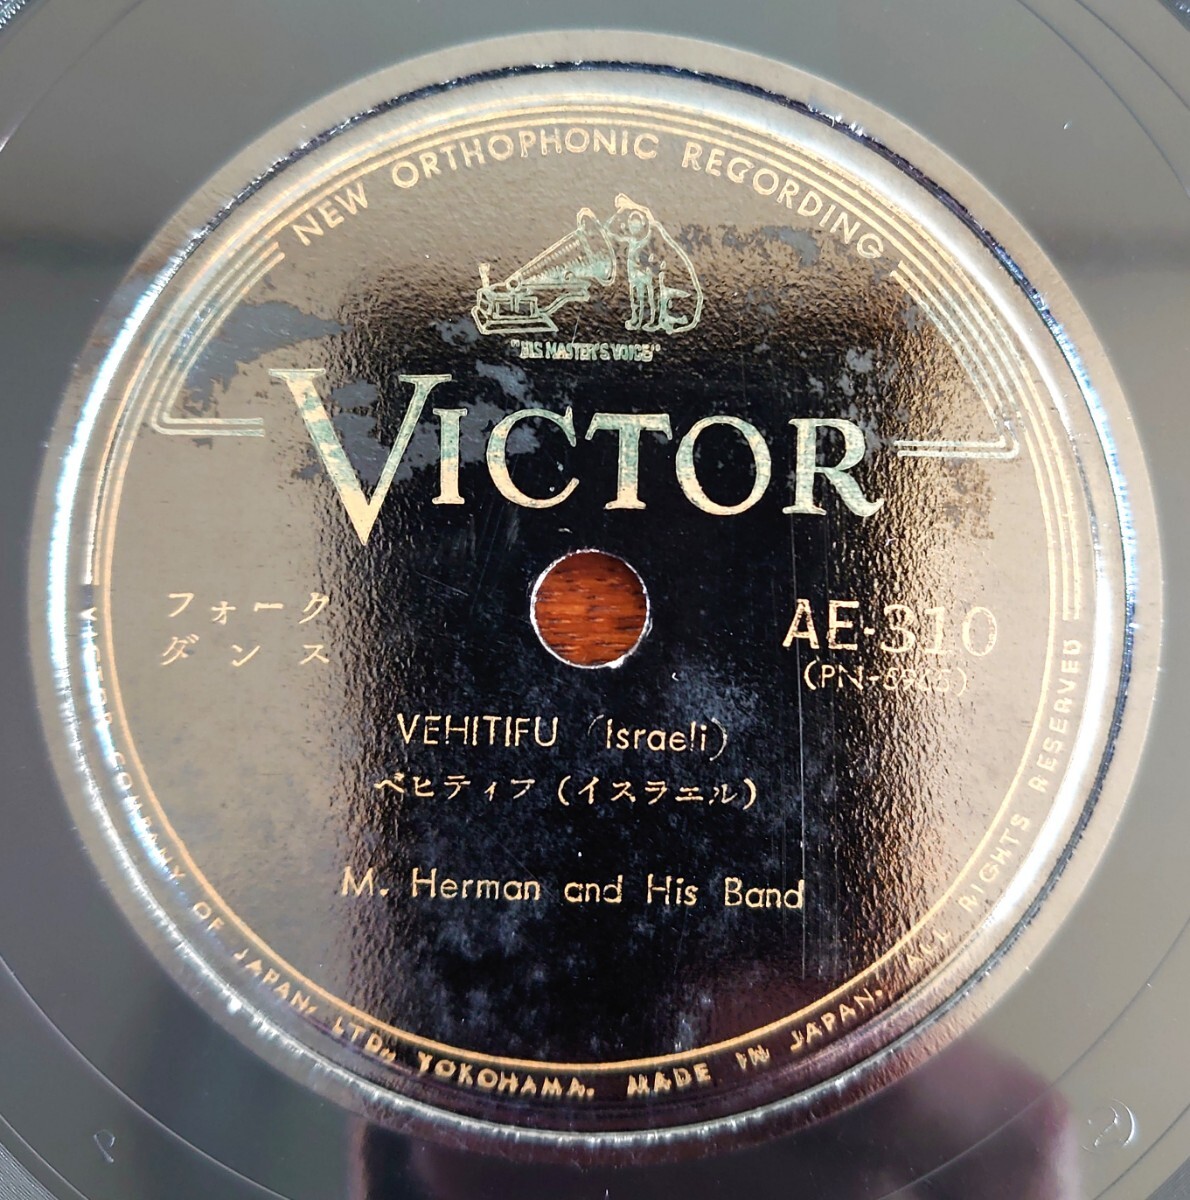 NEW ORTHOPHONIC RECORDING
"HIS MASTER'S VOICE"
VICTOR
フォーク
ダンス
AE-310
VEHITIFU (Israeli)
ベヒティフ (イスラエル)
M. Herman and His Band
VICTOR COMPANY OF JAPAN, LTD., YOKOHAMA. MADE IN JAPAN. ALL RIGHTS RESERVED